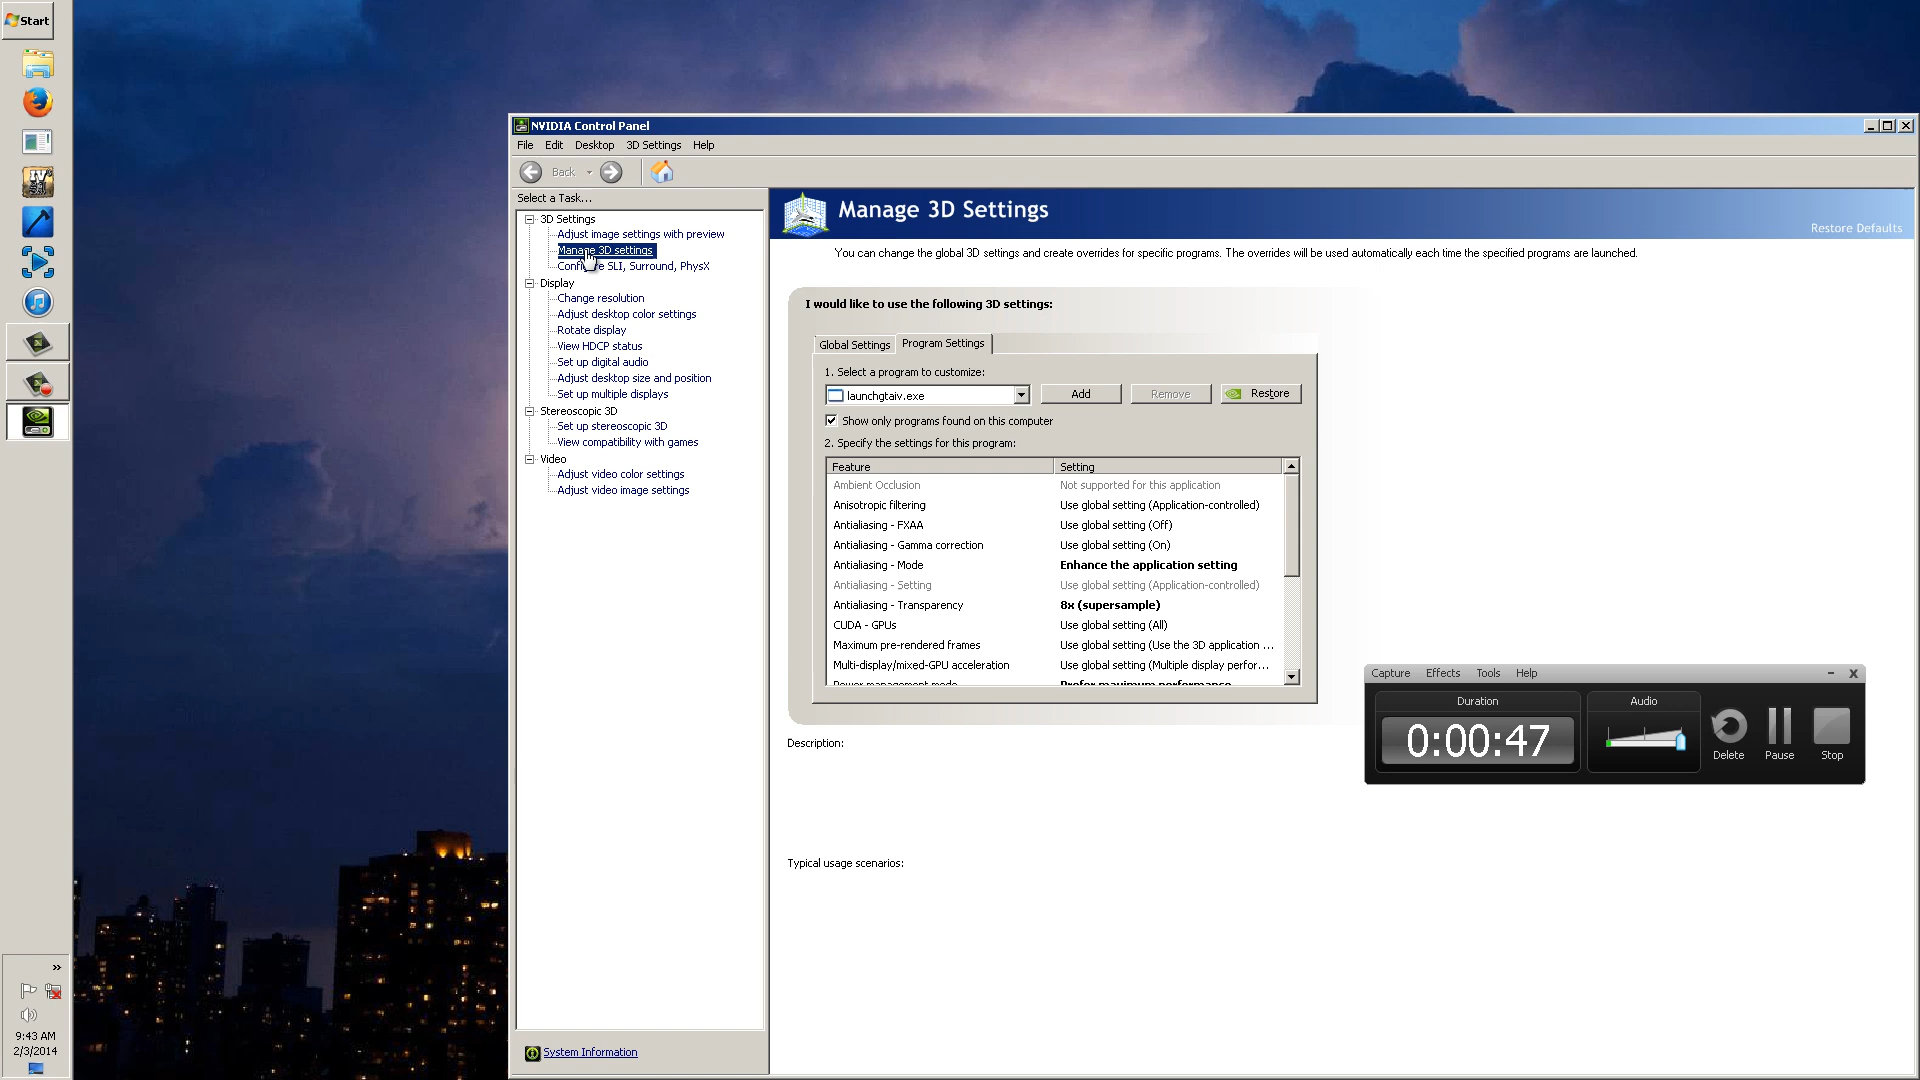 Start
NVIDIA Control Panel
File Edit Desktop 3D Settings Help
Back
Select a Task...
3D Settings
Adjust image settings with preview
Manage 3D settings
SLI, Surround, PhysX
Display
Change resolution
Adjust desktop color settings
Rotate display
View HDCP status
Set up digital audio
Adjust desktop size and position
Set up multiple displays
Stereoscopic 3D
Set up stereoscopic 3D
View compatibility with games
Video
Adjust video color settings
Adjust video image settings
System Information
Manage 3D Settings
Restore Defaults
You can change the global 3D settings and create overrides for specific programs. The overrides will be used automatically each time the specified programs are launched.
I would like to use the following 3D settings:
Global Settings Program Settings
1. Select a program to customize:
launchgtaiv.exe Add Remove Restore
Show only programs found on this computer
2. Specify the settings for this program:
Feature Setting
Ambient Occlusion Not supported for this application
Anisotropic filtering Use global setting (Application-controlled)
Antialiasing - FXAA Use global setting (Off)
Antialiasing - Gamma correction Use global setting (On)
Antialiasing - Mode Enhance the application setting
Antialiasing - Setting Use global setting (Application-controlled)
Antialiasing - Transparency 8x (supersample)
CUDA - GPUs Use global setting (All)
Maximum pre-rendered frames Use global setting (Use the 3D application ...
Multi-display/mixed-GPU acceleration Use global setting (Multiple display perfor...
Power management mode Prefer maximum performance
Description:
Typical usage scenarios:
Capture Effects Tools Help
Duration
0:00:47
Audio
Delete Pause Stop
9:43 AM
2/3/2014